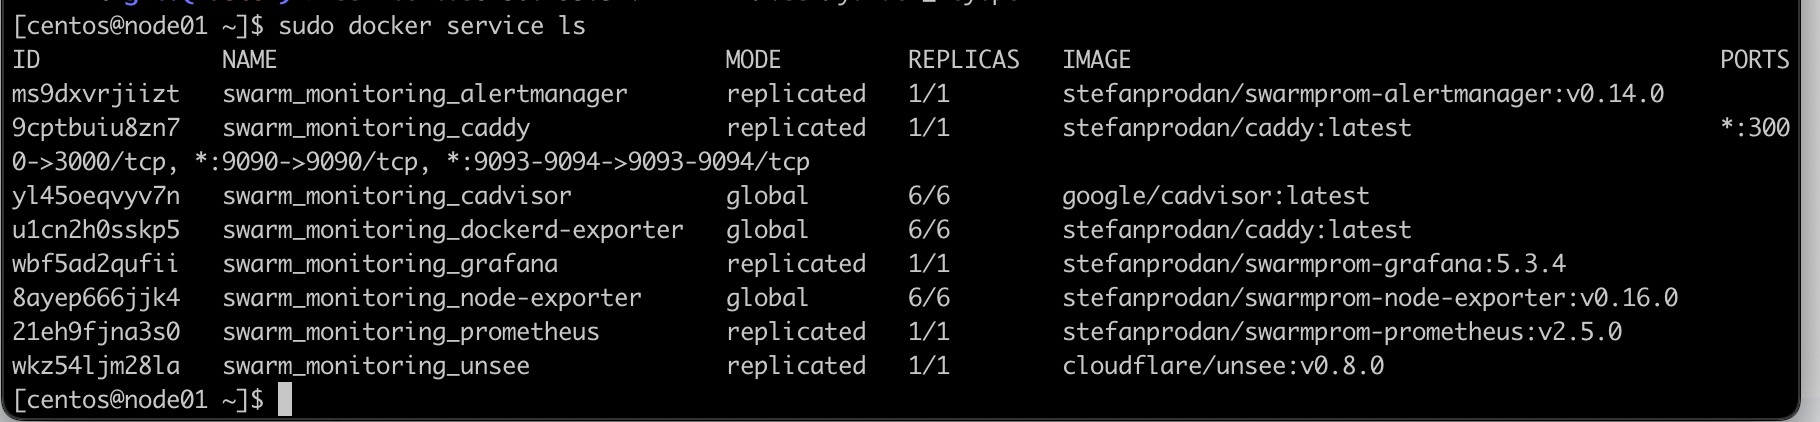 [centos@node01 ~]$ sudo docker service ls
ID NAME MODE REPLICAS IMAGE PORTS
ms9dxvrjiizt swarm_monitoring_alertmanager replicated 1/1 stefanprodan/swarmprom-alertmanager:v0.14.0
9cptbuiu8zn7 swarm_monitoring_caddy replicated 1/1 stefanprodan/caddy:latest *:300
0->3000/tcp, *:9090->9090/tcp, *:9093-9094->9093-9094/tcp
yl45oeqvyv7n swarm_monitoring_cadvisor global 6/6 google/cadvisor:latest
u1cn2h0sskp5 swarm_monitoring_dockerd-exporter global 6/6 stefanprodan/caddy:latest
wbf5ad2qufii swarm_monitoring_grafana replicated 1/1 stefanprodan/swarmprom-grafana:5.3.4
8ayep666jjk4 swarm_monitoring_node-exporter global 6/6 stefanprodan/swarmprom-node-exporter:v0.16.0
21eh9fjna3s0 swarm_monitoring_prometheus replicated 1/1 stefanprodan/swarmprom-prometheus:v2.5.0
wkz54ljm28la swarm_monitoring_unsee replicated 1/1 cloudflare/unsee:v0.8.0
[centos@node01 ~]$